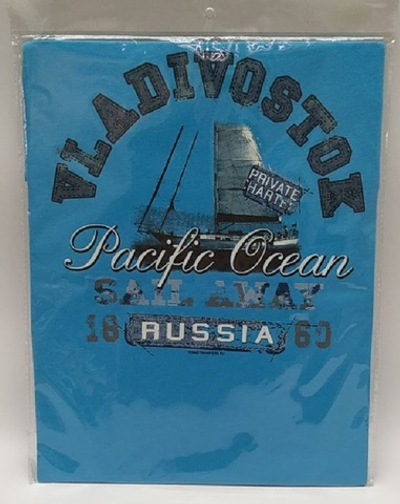 VLADIVOSTOK
PRIVATE
CHARTER
Pacific Ocean
SAIL AWAY
18 RUSSIA 60